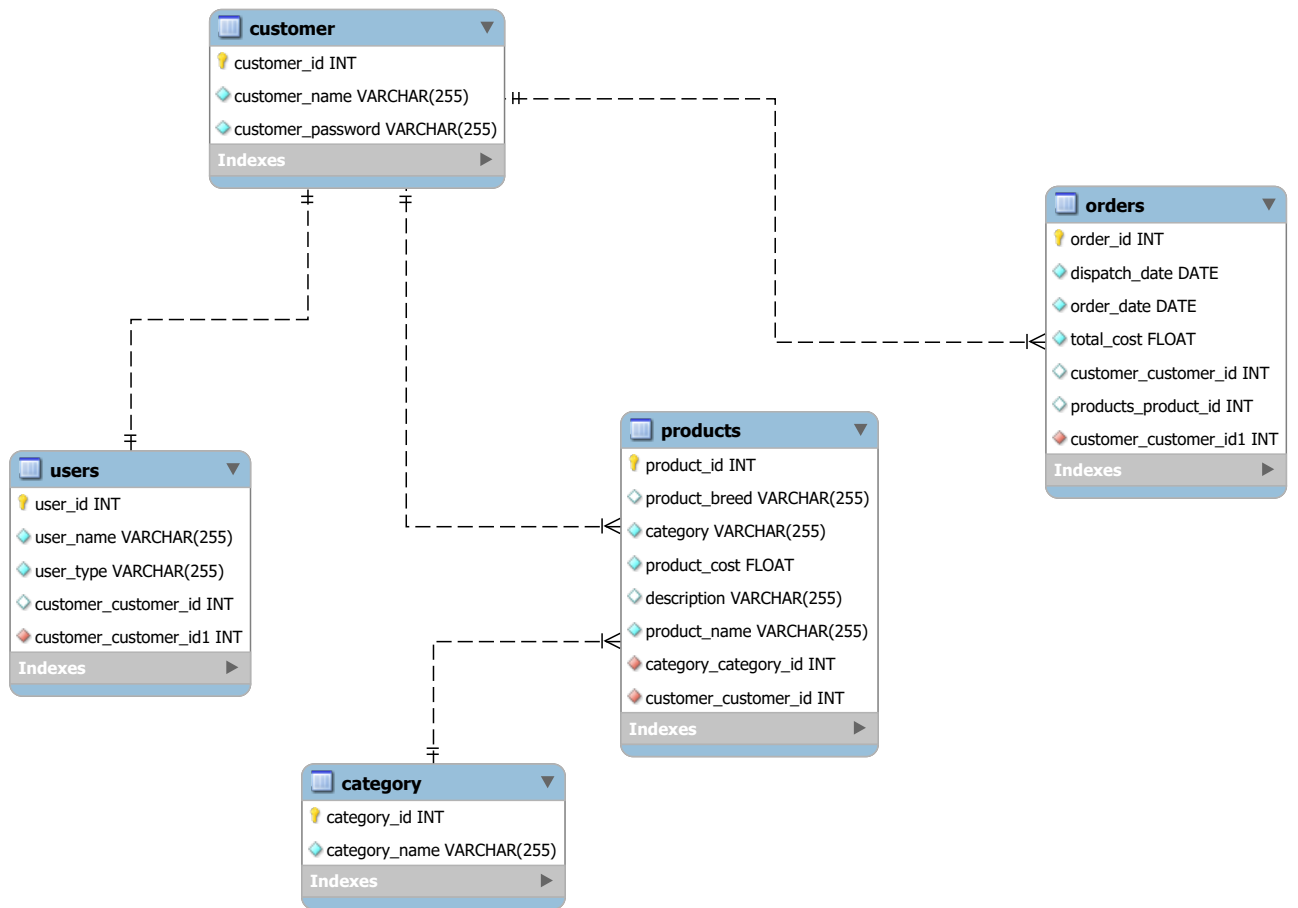 customer
customer_id INT
customer_name VARCHAR(255)
customer_password VARCHAR(255)
Indexes
orders
order_id INT
dispatch_date DATE
order_date DATE
total_cost FLOAT
customer_customer_id INT
products_product_id INT
customer_customer_id1 INT
Indexes
users
user_id INT
user_name VARCHAR(255)
user_type VARCHAR(255)
customer_customer_id INT
customer_customer_id1 INT
Indexes
products
product_id INT
product_breed VARCHAR(255)
category VARCHAR(255)
product_cost FLOAT
description VARCHAR(255)
product_name VARCHAR(255)
category_category_id INT
customer_customer_id INT
Indexes
category
category_id INT
category_name VARCHAR(255)
Indexes